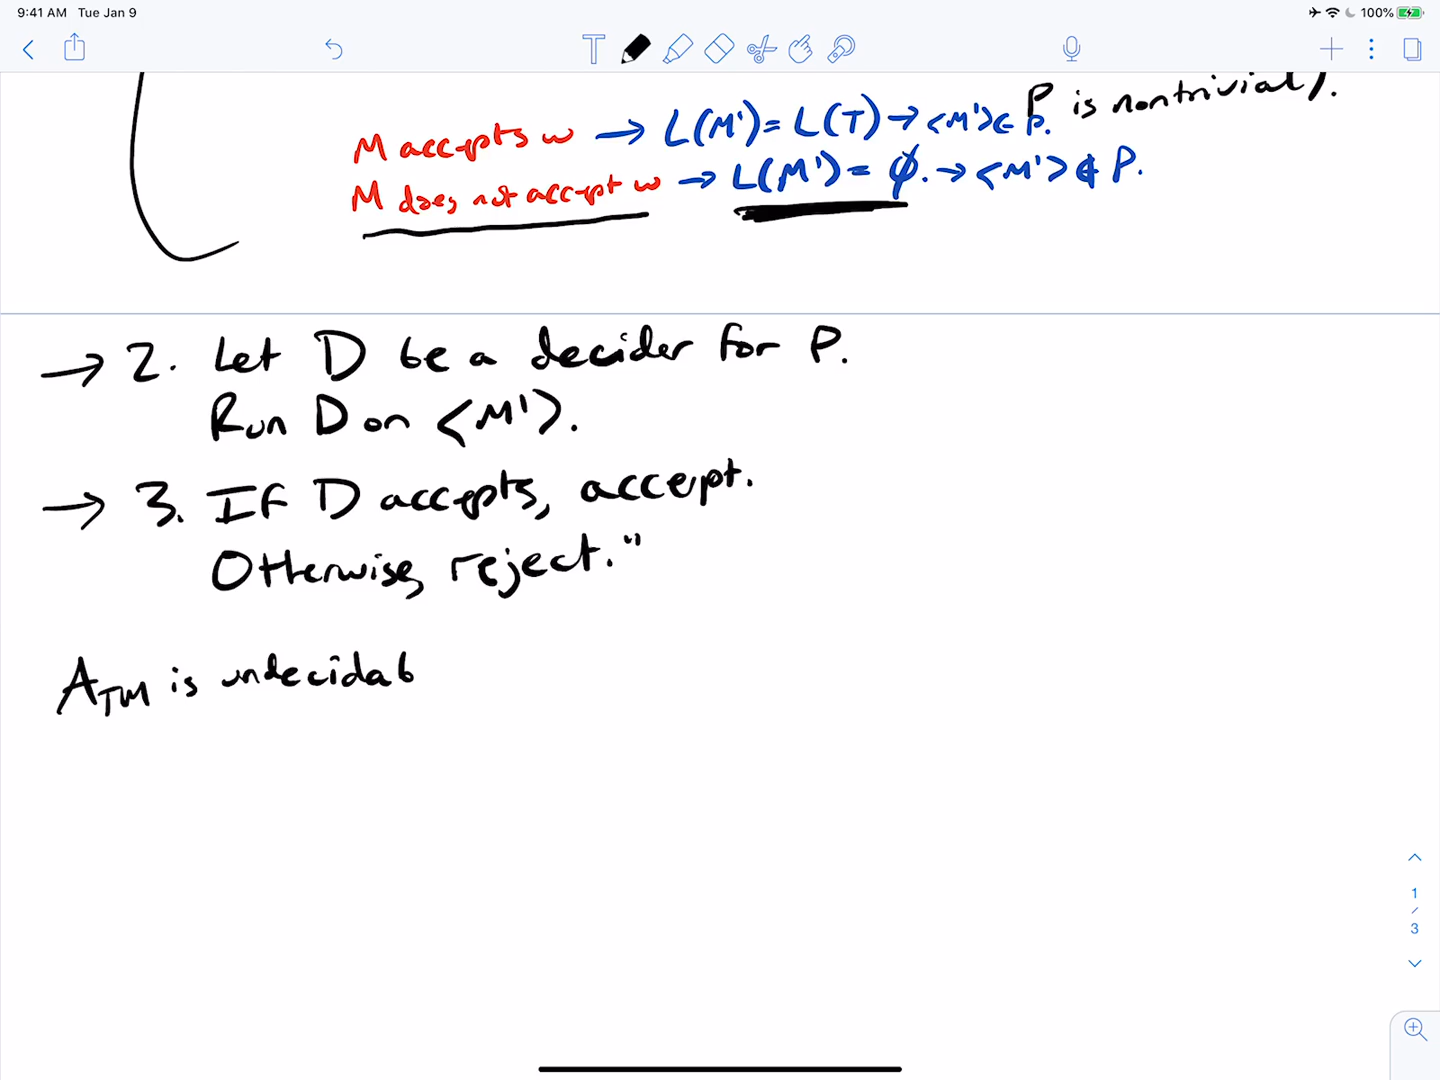 9:41 AM Tue Jan 9
100%
P is nontrivial).
M accepts w → L(M') = L(T) → <M'> ∈ P.
M does not accept w → L(M') = ∅. → <M'> ∉ P.
→ 2. Let D be a decider for P.
Run D on <M'>.
→ 3. If D accepts, accept.
Otherwise, reject."
A_TM is undecidab
1
/
3